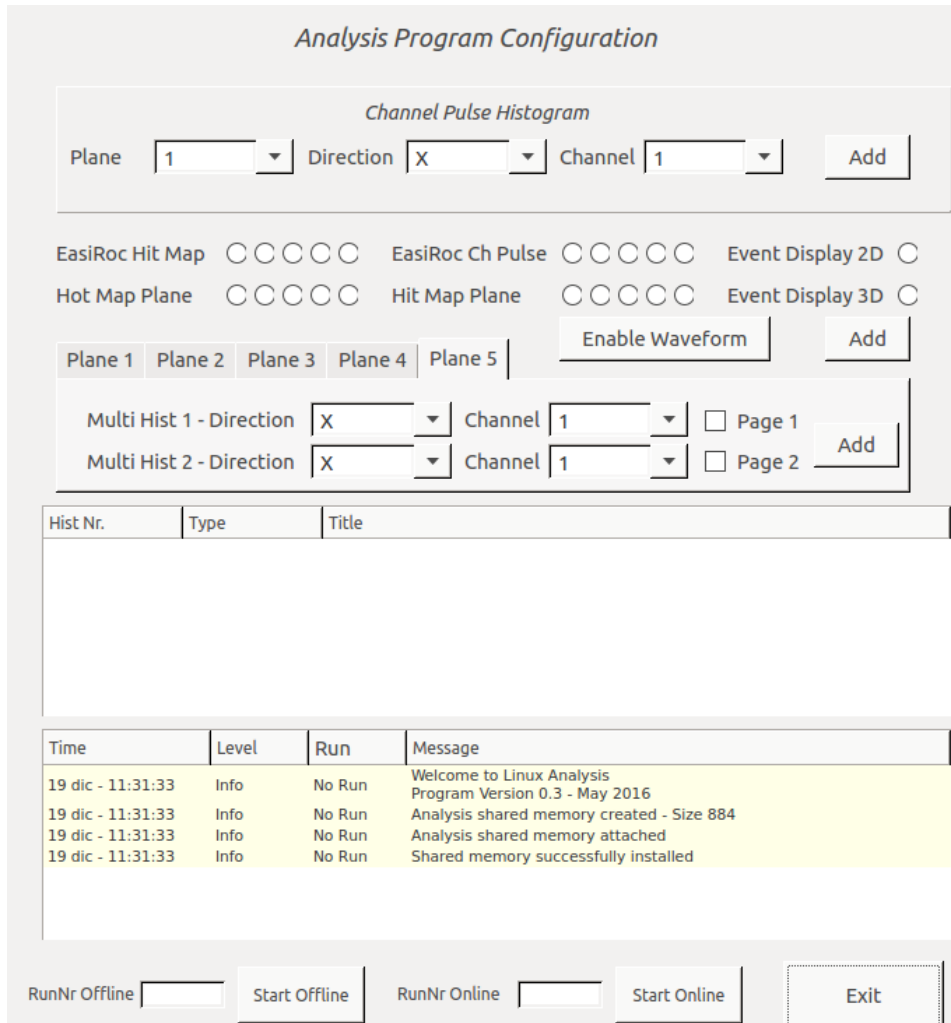 Analysis Program Configuration
Channel Pulse Histogram
Plane 1 Direction X Channel 1 Add
EasiRoc Hit Map EasiRoc Ch Pulse Event Display 2D
Hot Map Plane Hit Map Plane Event Display 3D
Enable Waveform Add
Plane 1 Plane 2 Plane 3 Plane 4 Plane 5
Multi Hist 1 - Direction X Channel 1 Page 1
Add
Multi Hist 2 - Direction X Channel 1 Page 2
Hist Nr. Type Title
Time Level Run Message
19 dic - 11:31:33 Info No Run Welcome to Linux Analysis
Program Version 0.3 - May 2016
19 dic - 11:31:33 Info No Run Analysis shared memory created - Size 884
19 dic - 11:31:33 Info No Run Analysis shared memory attached
19 dic - 11:31:33 Info No Run Shared memory successfully installed
RunNr Offline Start Offline RunNr Online Start Online Exit